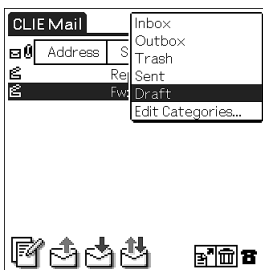 CLIE Mail
Inbox
Outbox
Trash
Sent
Draft
Edit Categories...
Address S
Re
Fw: